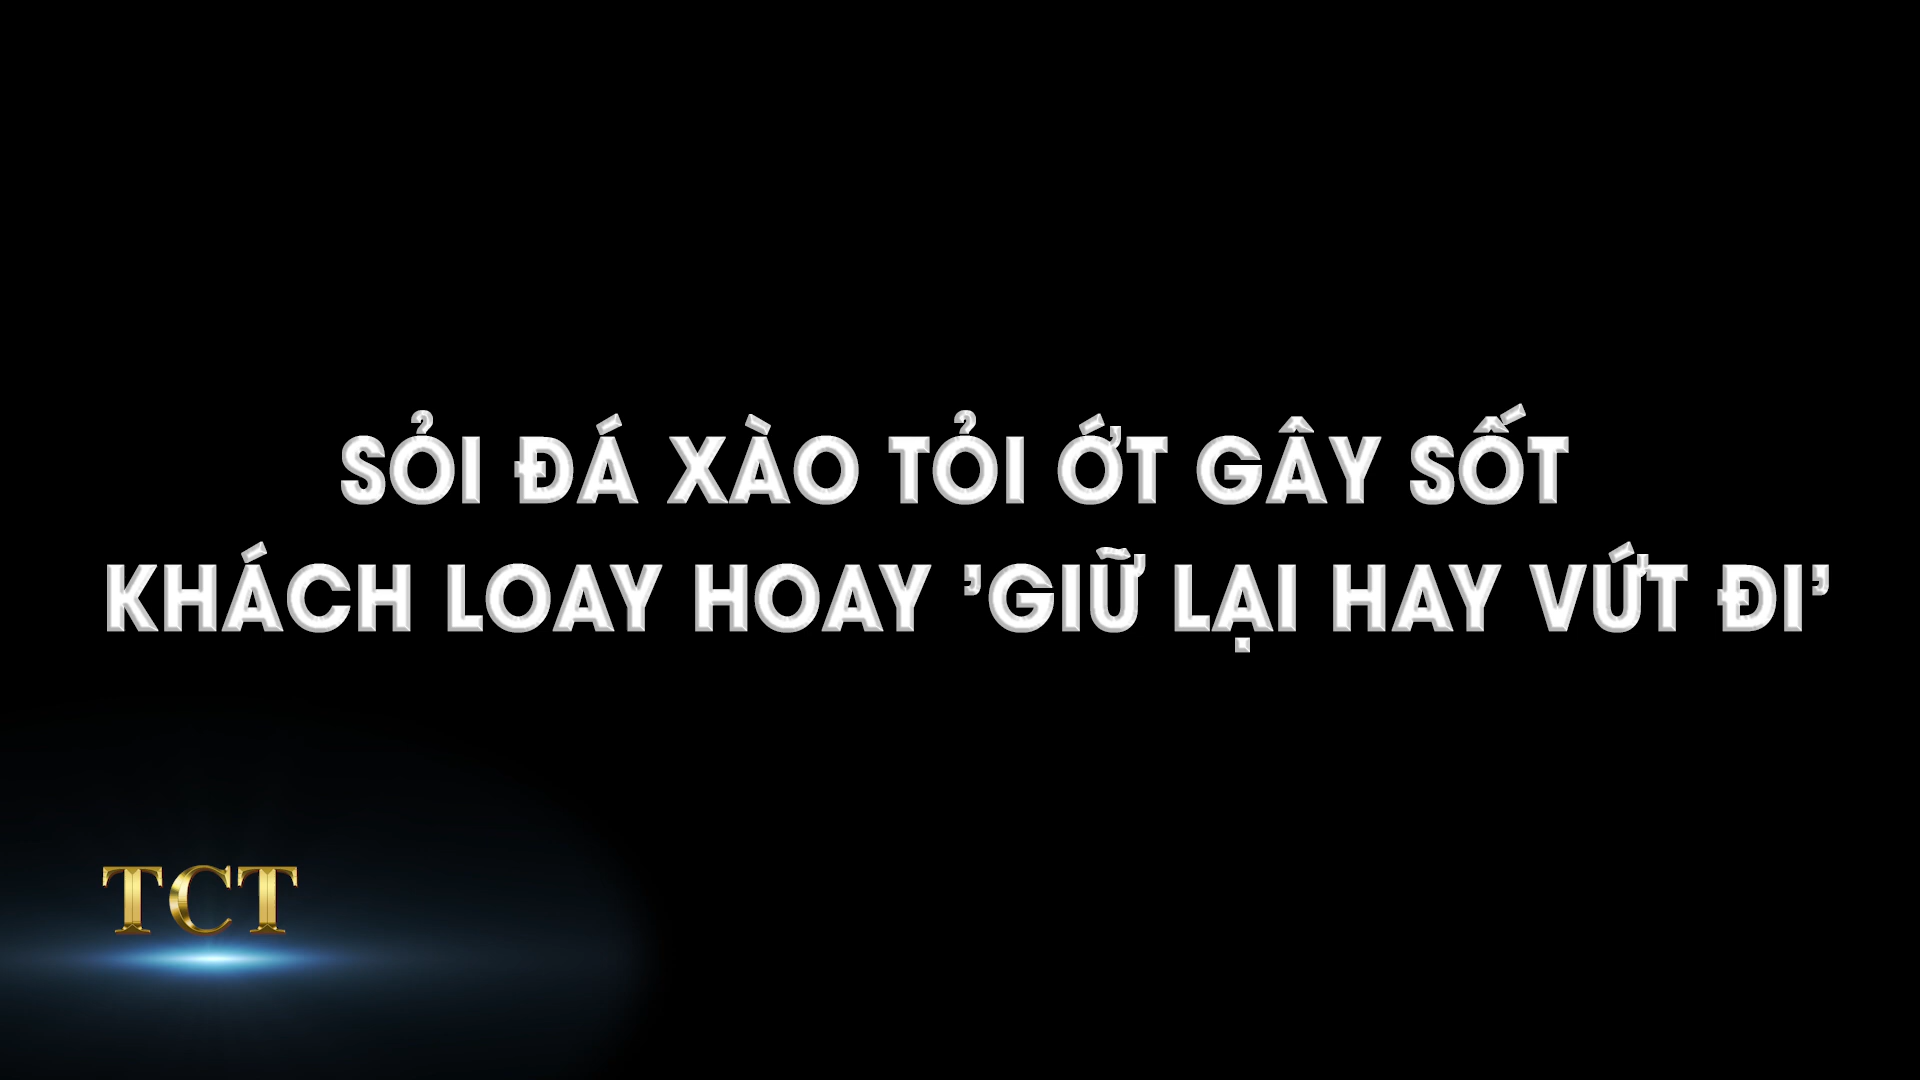 SỎI ĐÁ XÀO TỎI ỚT GÂY SỐT
KHÁCH LOAY HOAY ’GIỮ LẠI HAY VỨT ĐI’
TCT